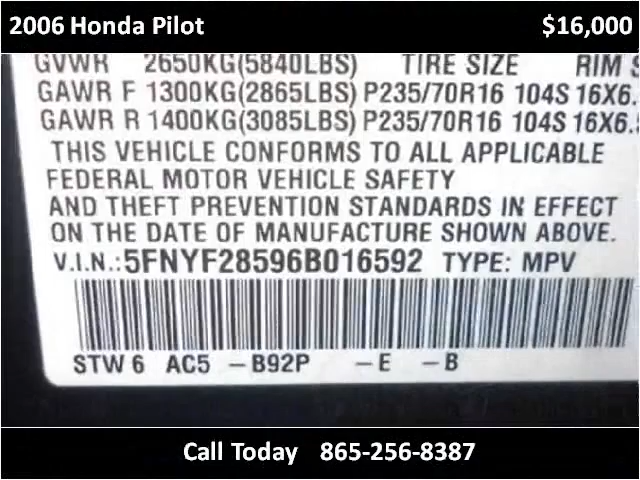 2006 Honda Pilot $16,000
GVWR 2650KG(5840LBS) TIRE SIZE RIM S
GAWR F 1300KG(2865LBS) P235/70R16 104S 16X6.
GAWR R 1400KG(3085LBS) P235/70R16 104S 16X6.
THIS VEHICLE CONFORMS TO ALL APPLICABLE
FEDERAL MOTOR VEHICLE SAFETY
AND THEFT PREVENTION STANDARDS IN EFFECT
ON THE DATE OF MANUFACTURE SHOWN ABOVE.
V.I.N.:5FNYF28596B016592 TYPE: MPV
STW 6 AC5 –B92P –E –B
Call Today 865-256-8387